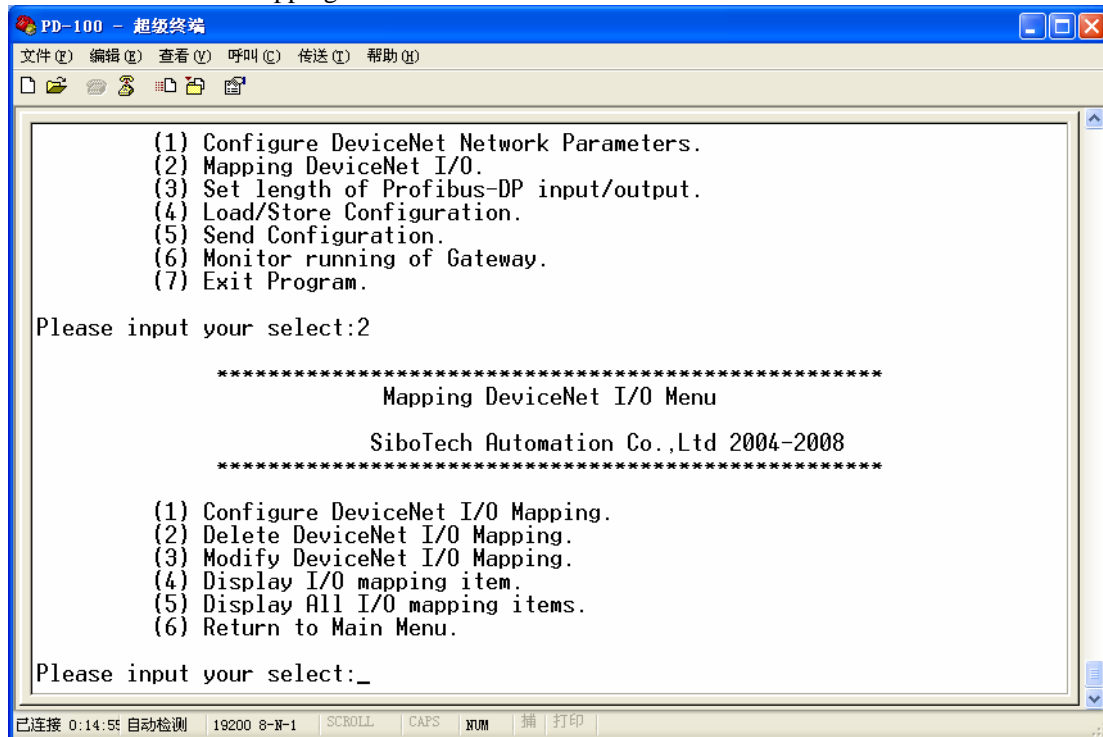 pping
PD-100 - 超级终端
文件(F) 编辑(E) 查看(V) 呼叫(C) 传送(T) 帮助(H)
(1) Configure DeviceNet Network Parameters.
(2) Mapping DeviceNet I/O.
(3) Set length of Profibus-DP input/output.
(4) Load/Store Configuration.
(5) Send Configuration.
(6) Monitor running of Gateway.
(7) Exit Program.
Please input your select:2
****************************************************
Mapping DeviceNet I/O Menu
SiboTech Automation Co.,Ltd 2004-2008
****************************************************
(1) Configure DeviceNet I/O Mapping.
(2) Delete DeviceNet I/O Mapping.
(3) Modify DeviceNet I/O Mapping.
(4) Display I/O mapping item.
(5) Display All I/O mapping items.
(6) Return to Main Menu.
Please input your select:_
已连接 0:14:55 自动检测 19200 8-N-1 SCROLL CAPS NUM 捕 打印